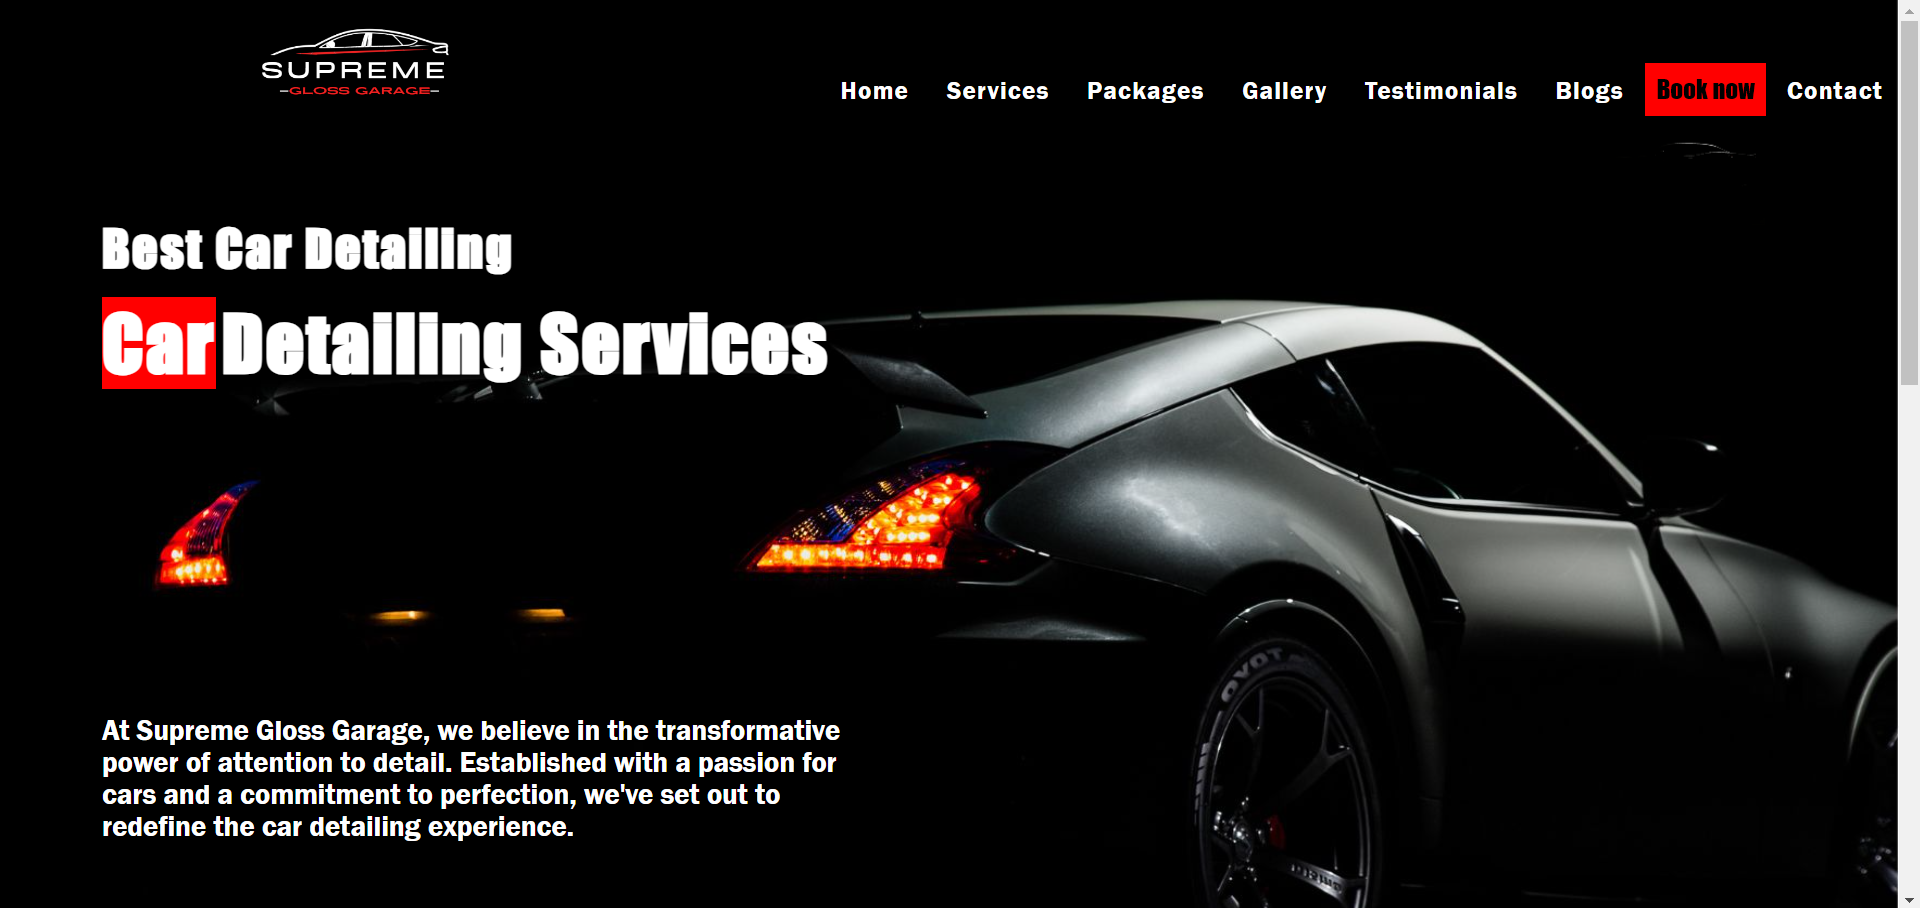 SUPREME
GLOSS GARAGE
Home Services Packages Gallery Testimonials Blogs Book now Contact
Best Car Detailing
Car Detailing Services
At Supreme Gloss Garage, we believe in the transformative
power of attention to detail. Established with a passion for
cars and a commitment to perfection, we've set out to
redefine the car detailing experience.
TOYO